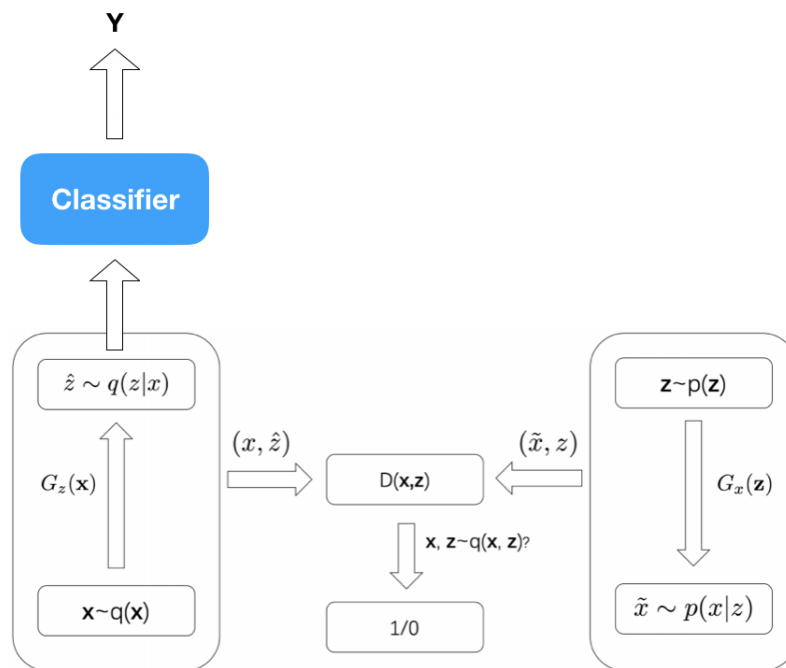 Y
Classifier
ẑ ∼ q(z|x)
z~p(z)
(x, ẑ)
(x̃, z)
G_z(x)
D(x,z)
G_x(z)
x, z~q(x, z)?
x~q(x)
1/0
x̃ ∼ p(x|z)